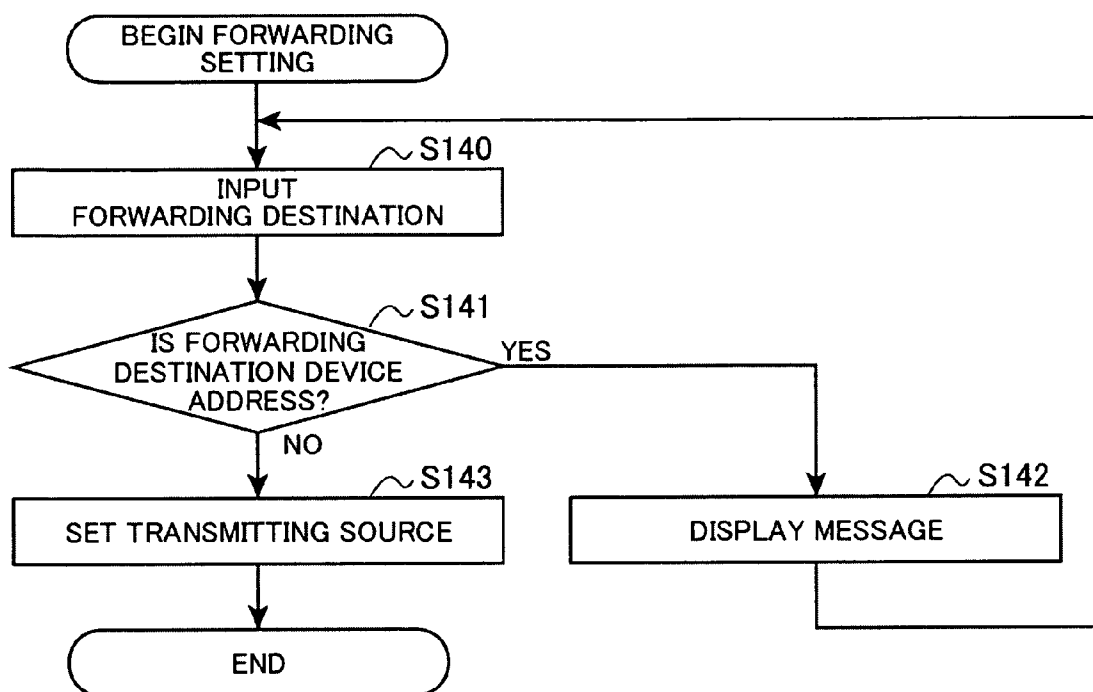 BEGIN FORWARDING
SETTING
S140
INPUT
FORWARDING DESTINATION
S141
IS FORWARDING
DESTINATION DEVICE
ADDRESS?
YES
NO
S143
SET TRANSMITTING SOURCE
S142
DISPLAY MESSAGE
END